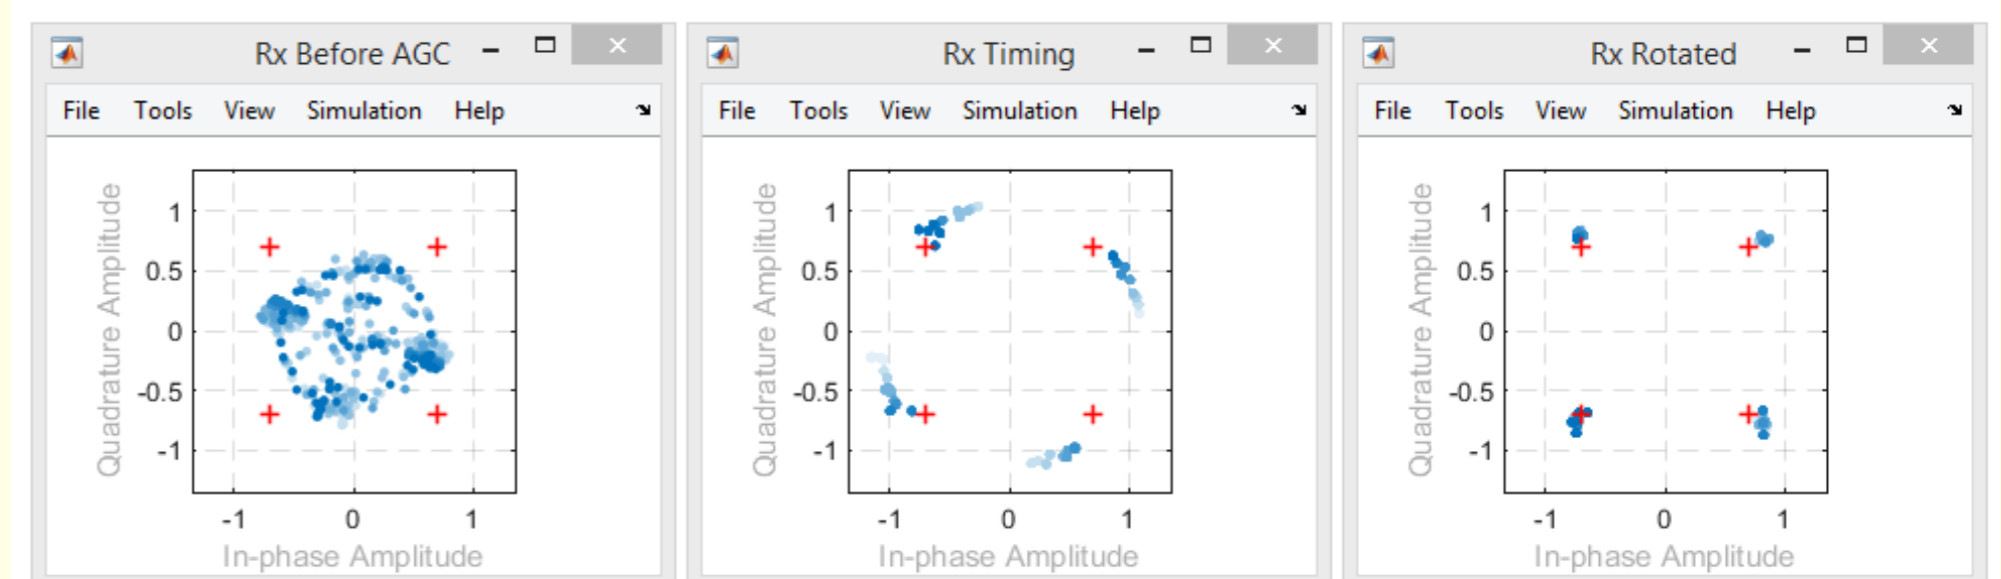 Rx Before AGC
File Tools View Simulation Help
Quadrature Amplitude
1
0.5
0
-0.5
-1
-1 0 1
In-phase Amplitude
Rx Timing
File Tools View Simulation Help
Quadrature Amplitude
1
0.5
0
-0.5
-1
-1 0 1
In-phase Amplitude
Rx Rotated
File Tools View Simulation Help
Quadrature Amplitude
1
0.5
0
-0.5
-1
-1 0 1
In-phase Amplitude